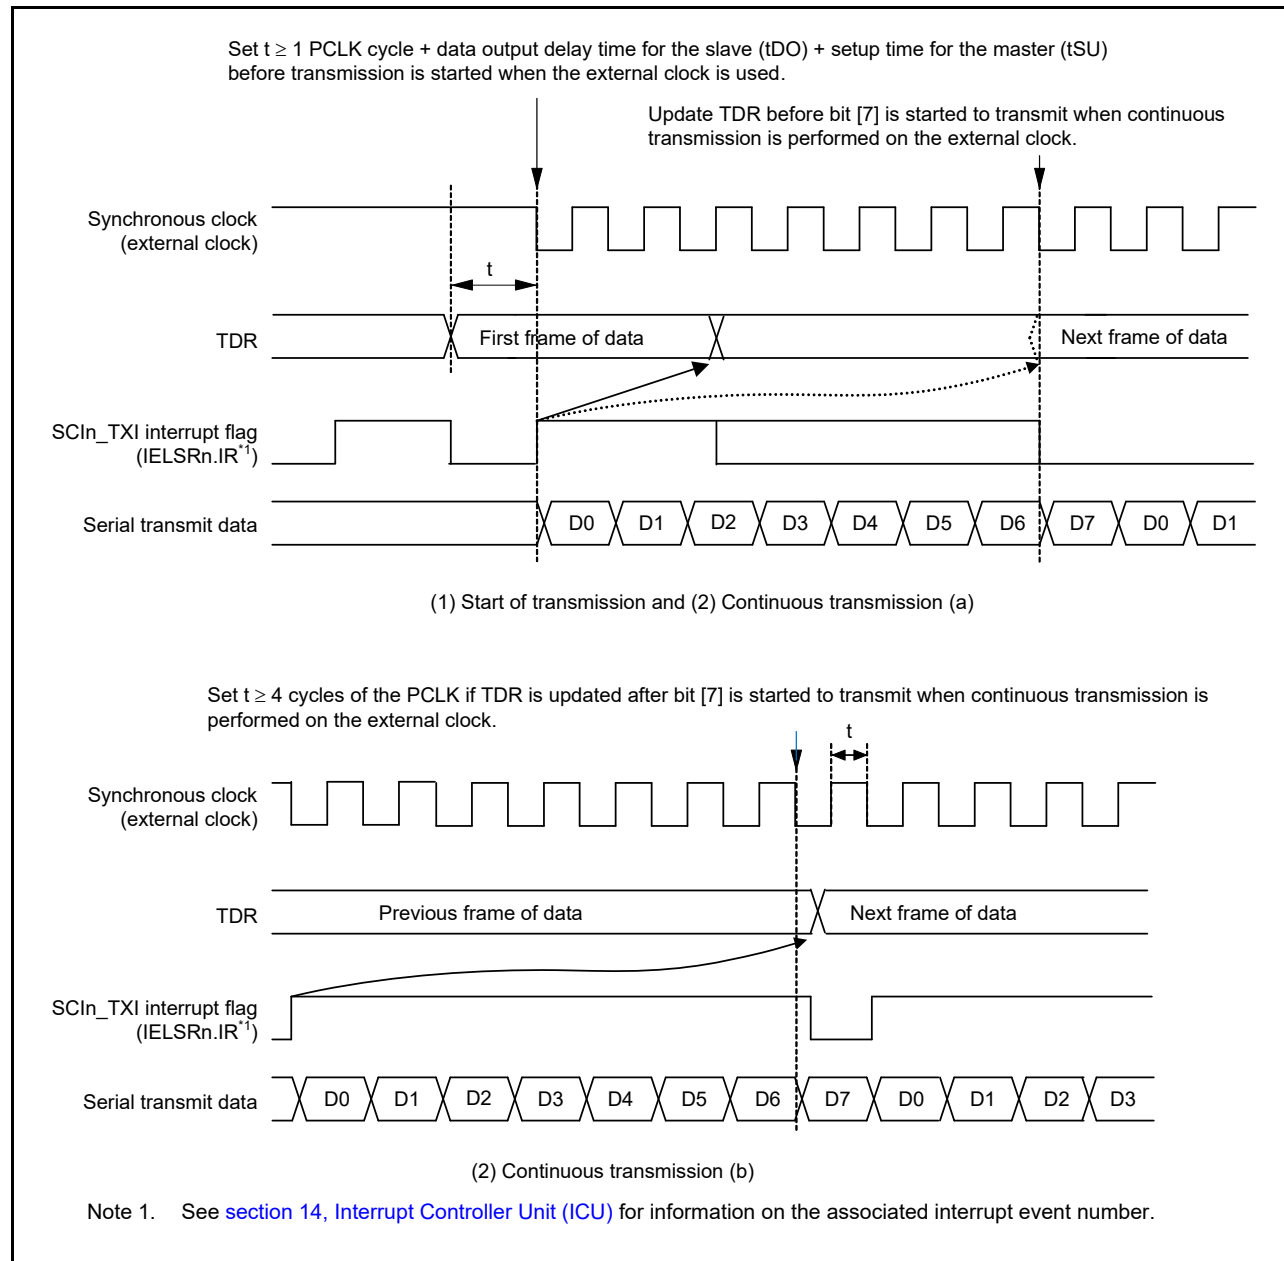 Set t ≥ 1 PCLK cycle + data output delay time for the slave (tDO) + setup time for the master (tSU)
before transmission is started when the external clock is used.
Update TDR before bit [7] is started to transmit when continuous
transmission is performed on the external clock.
Synchronous clock
(external clock)
t
TDR
First frame of data
Next frame of data
SCIn_TXI interrupt flag
(IELSRn.IR*1)
Serial transmit data
D0 D1 D2 D3 D4 D5 D6 D7 D0 D1
(1) Start of transmission and (2) Continuous transmission (a)
Set t ≥ 4 cycles of the PCLK if TDR is updated after bit [7] is started to transmit when continuous transmission is
performed on the external clock.
t
Synchronous clock
(external clock)
TDR
Previous frame of data
Next frame of data
SCIn_TXI interrupt flag
(IELSRn.IR*1)
Serial transmit data
D0 D1 D2 D3 D4 D5 D6 D7 D0 D1 D2 D3
(2) Continuous transmission (b)
Note 1. See section 14, Interrupt Controller Unit (ICU) for information on the associated interrupt event number.